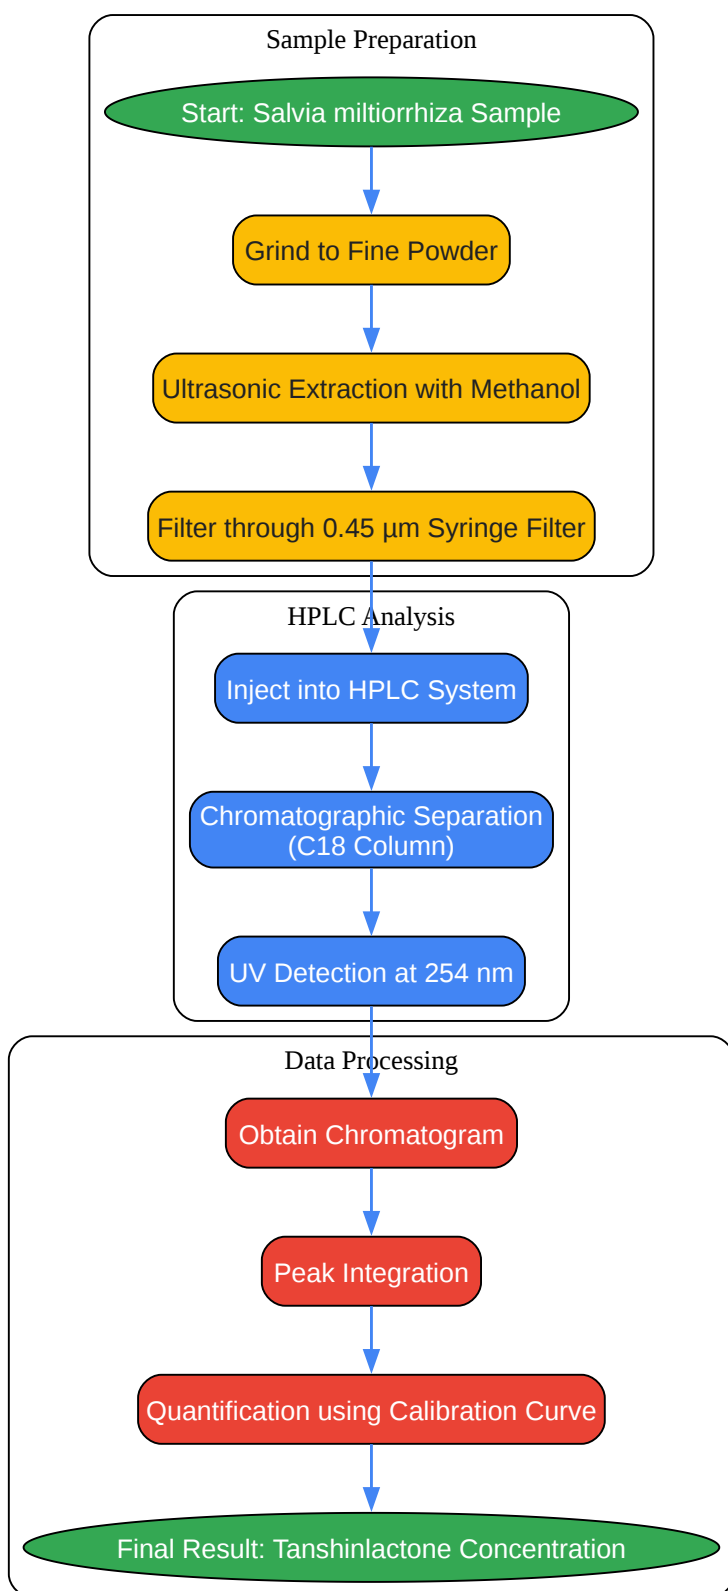 Sample Preparation
Start: Salvia miltiorrhiza Sample
Grind to Fine Powder
Ultrasonic Extraction with Methanol
Filter through 0.45 µm Syringe Filter
HPLC Analysis
Inject into HPLC System
Chromatographic Separation
(C18 Column)
UV Detection at 254 nm
Data Processing
Obtain Chromatogram
Peak Integration
Quantification using Calibration Curve
Final Result: Tanshinlactone Concentration